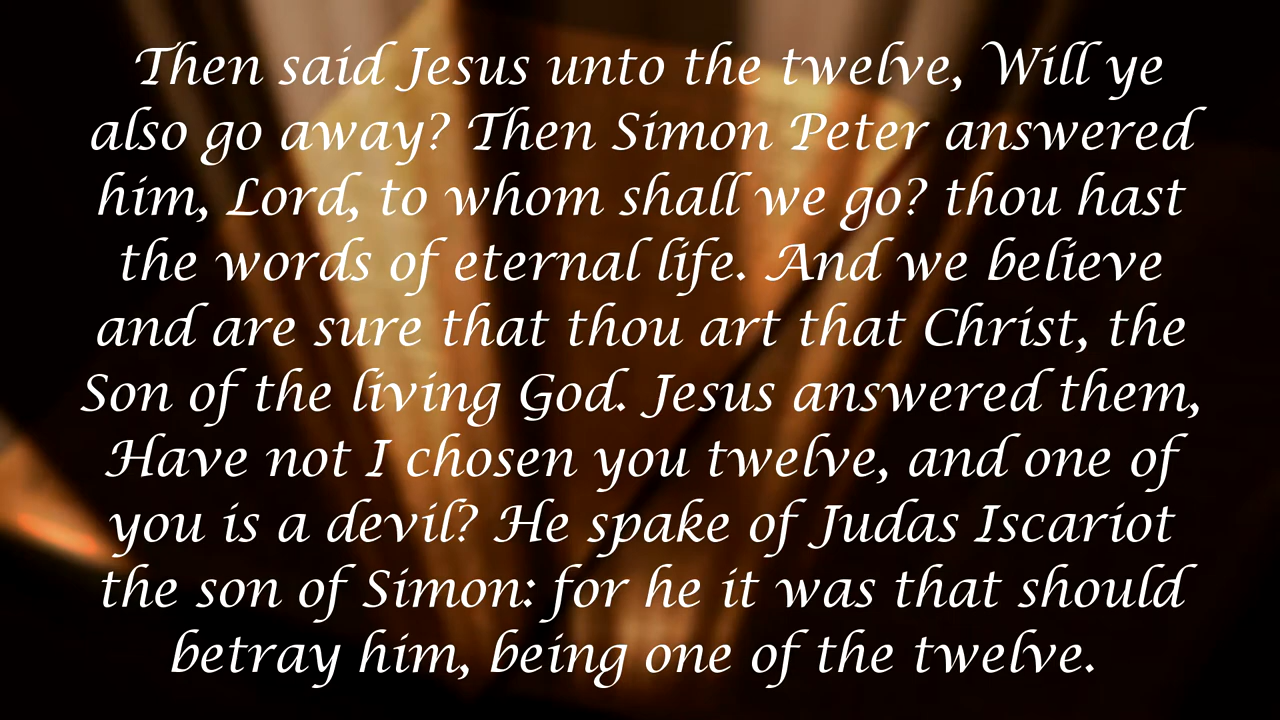 Then said Jesus unto the twelve, Will ye
also go away? Then Simon Peter answered
him, Lord, to whom shall we go? thou hast
the words of eternal life. And we believe
and are sure that thou art that Christ, the
Son of the living God. Jesus answered them,
Have not I chosen you twelve, and one of
you is a devil? He spake of Judas Iscariot
the son of Simon: for he it was that should
betray him, being one of the twelve.